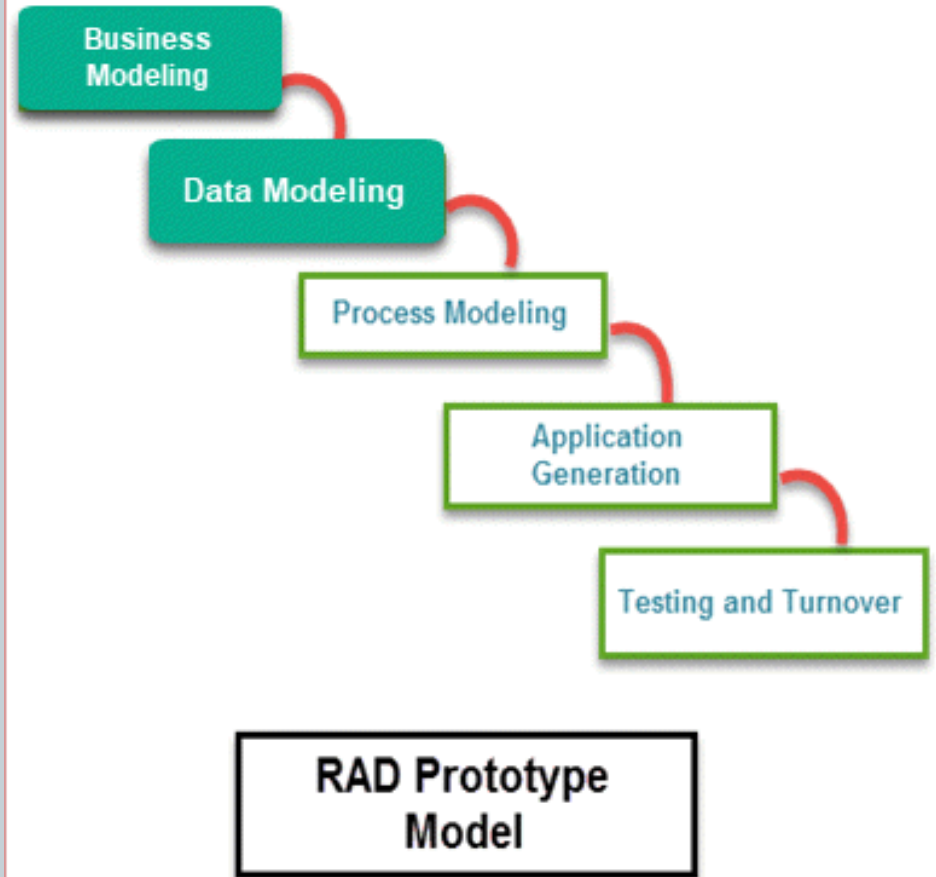 Business
Modeling
Data Modeling
Process Modeling
Application
Generation
Testing and Turnover
RAD Prototype
Model